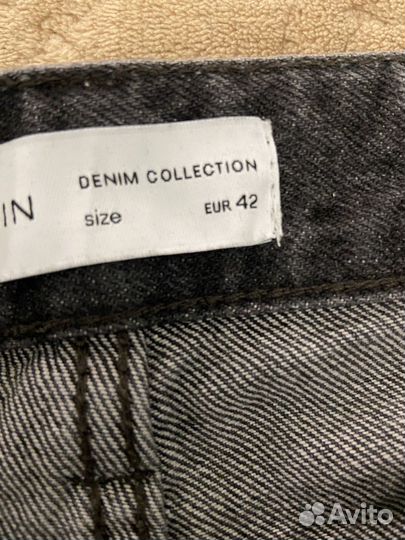 IN
DENIM COLLECTION
size EUR 42
Avito